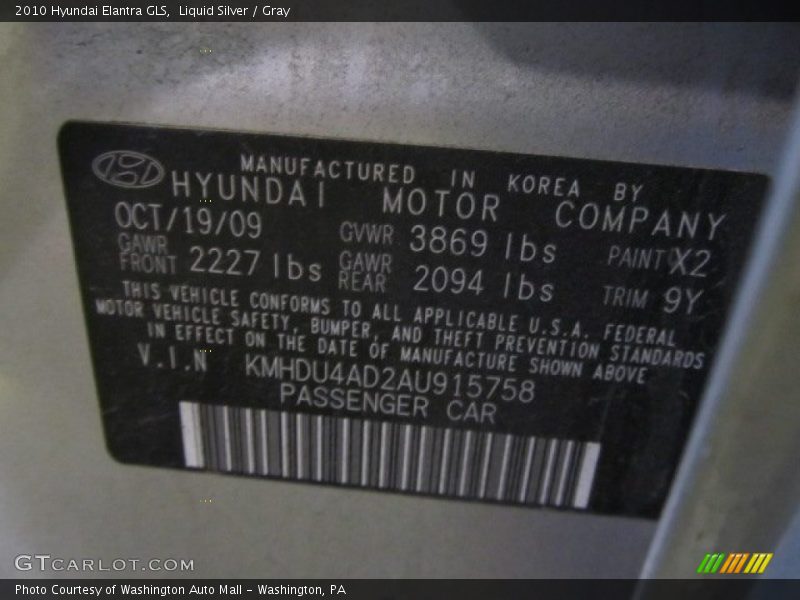 2010 Hyundai Elantra GLS,  Liquid Silver / Gray
MANUFACTURED IN KOREA BY
HYUNDAI MOTOR COMPANY
OCT/19/09 GVWR 3869 lbs PAINT X2
GAWR FRONT 2227 lbs GAWR REAR 2094 lbs TRIM 9Y
THIS VEHICLE CONFORMS TO ALL APPLICABLE U.S.A. FEDERAL
MOTOR VEHICLE SAFETY, BUMPER, AND THEFT PREVENTION STANDARDS
IN EFFECT ON THE DATE OF MANUFACTURE SHOWN ABOVE
V.I.N KMHDU4AD2AU915758
PASSENGER CAR
GTCARLOT.COM
Photo Courtesy of Washington Auto Mall – Washington, PA